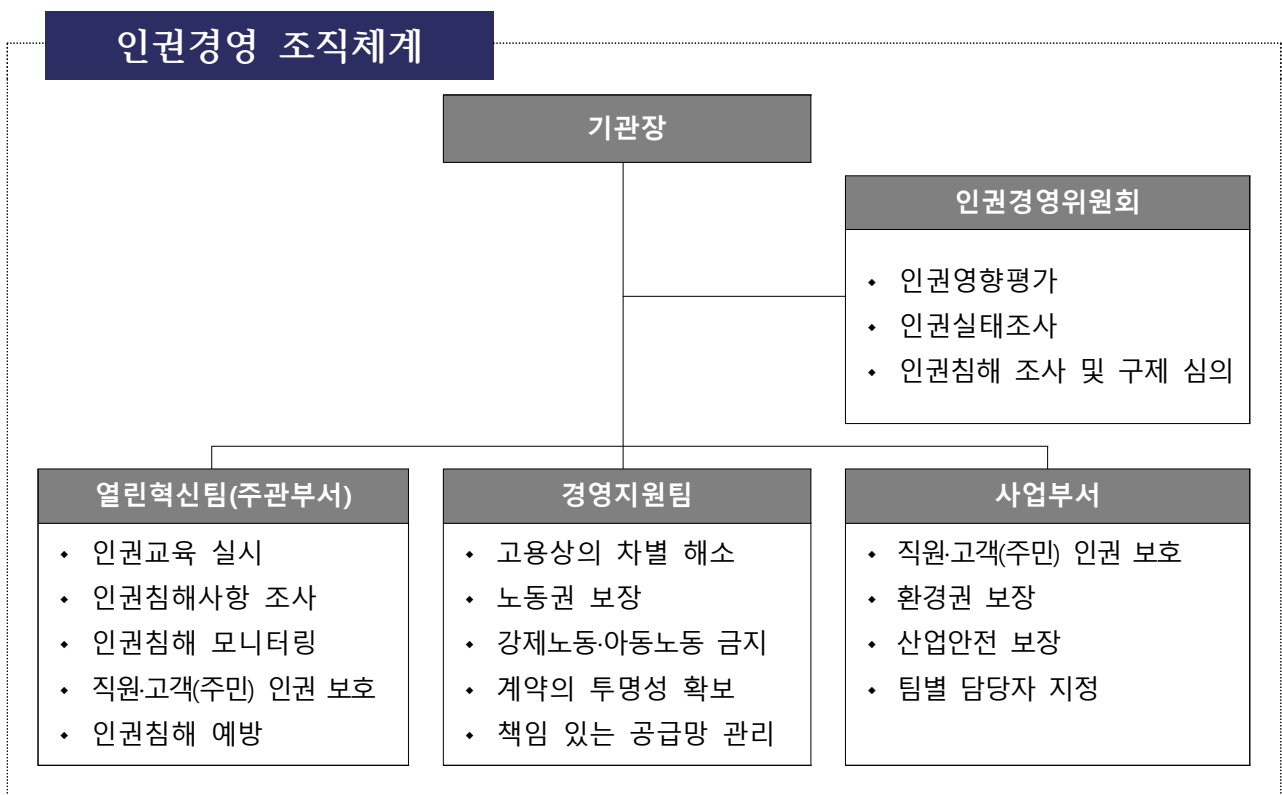 인권경영 조직체계
기관장
인권경영위원회
• 인권영향평가
• 인권실태조사
• 인권침해 조사 및 구제 심의
열린혁신팀(주관부서)
• 인권교육 실시
• 인권침해사항 조사
• 인권침해 모니터링
• 직원·고객(주민) 인권 보호
• 인권침해 예방
경영지원팀
• 고용상의 차별 해소
• 노동권 보장
• 강제노동·아동노동 금지
• 계약의 투명성 확보
• 책임 있는 공급망 관리
사업부서
• 직원·고객(주민) 인권 보호
• 환경권 보장
• 산업안전 보장
• 팀별 담당자 지정